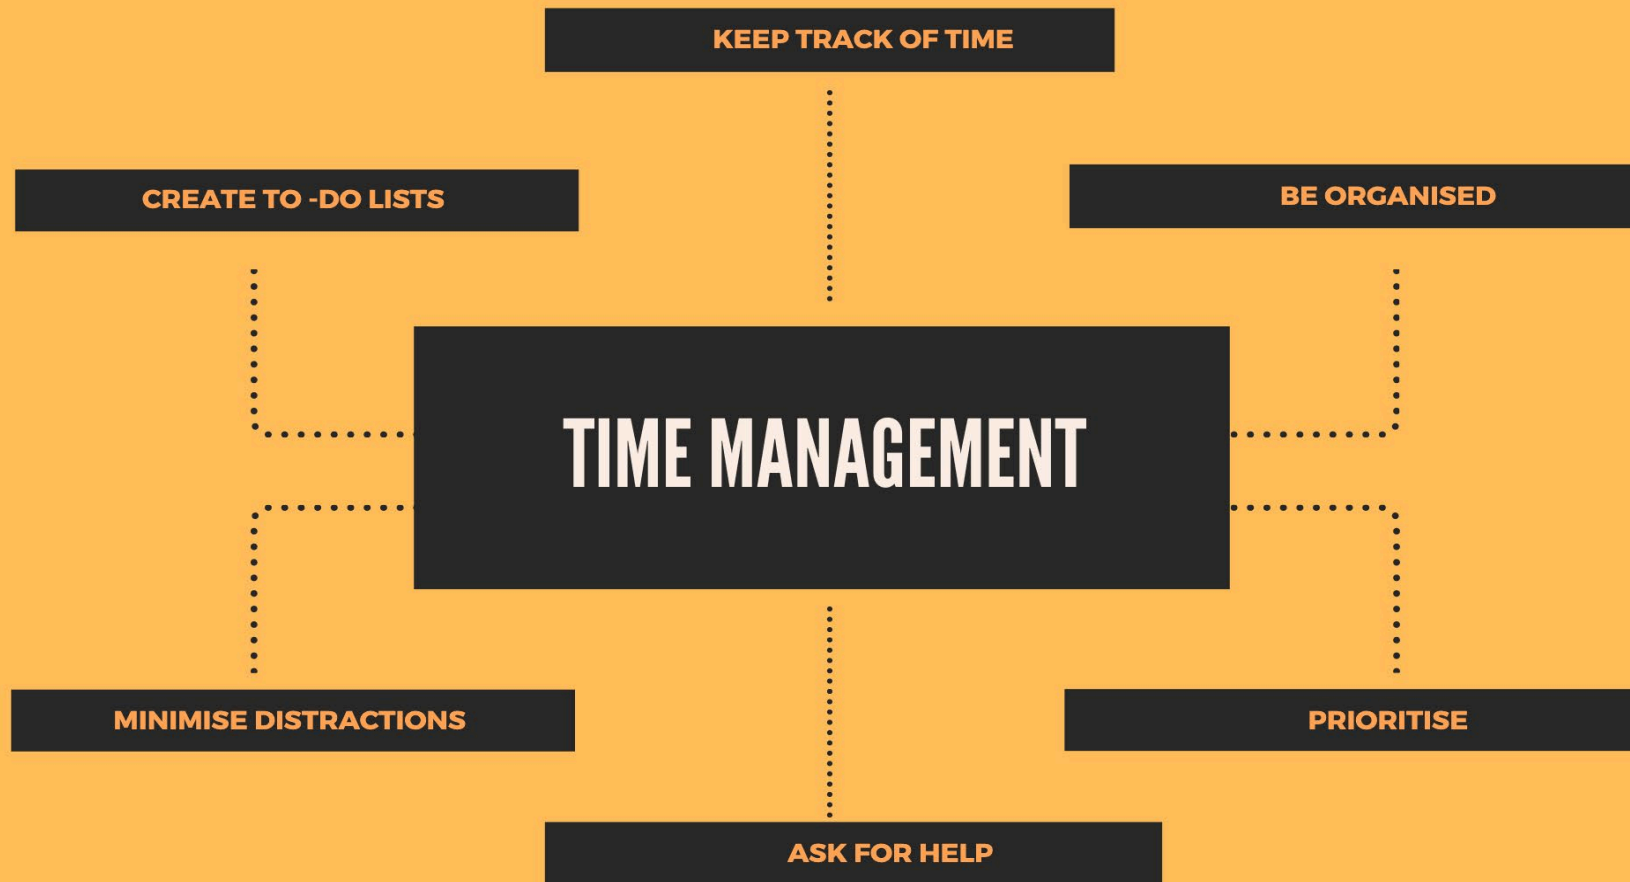 KEEP TRACK OF TIME
CREATE TO -DO LISTS
BE ORGANISED
TIME MANAGEMENT
MINIMISE DISTRACTIONS
PRIORITISE
ASK FOR HELP